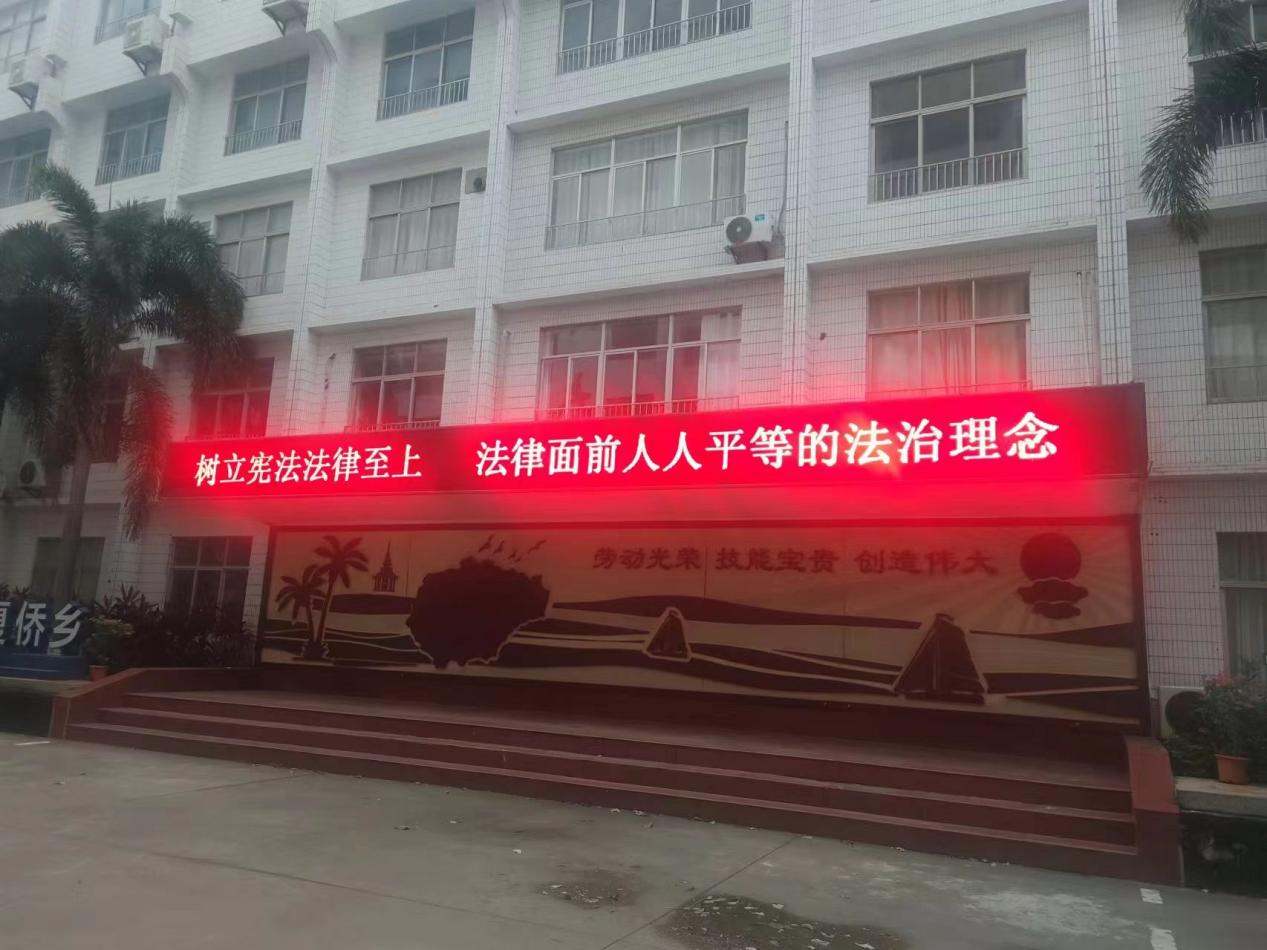 树立宪法法律至上 法律面前人人平等的法治理念
劳动光荣 技能宝贵 创造伟大
侨乡